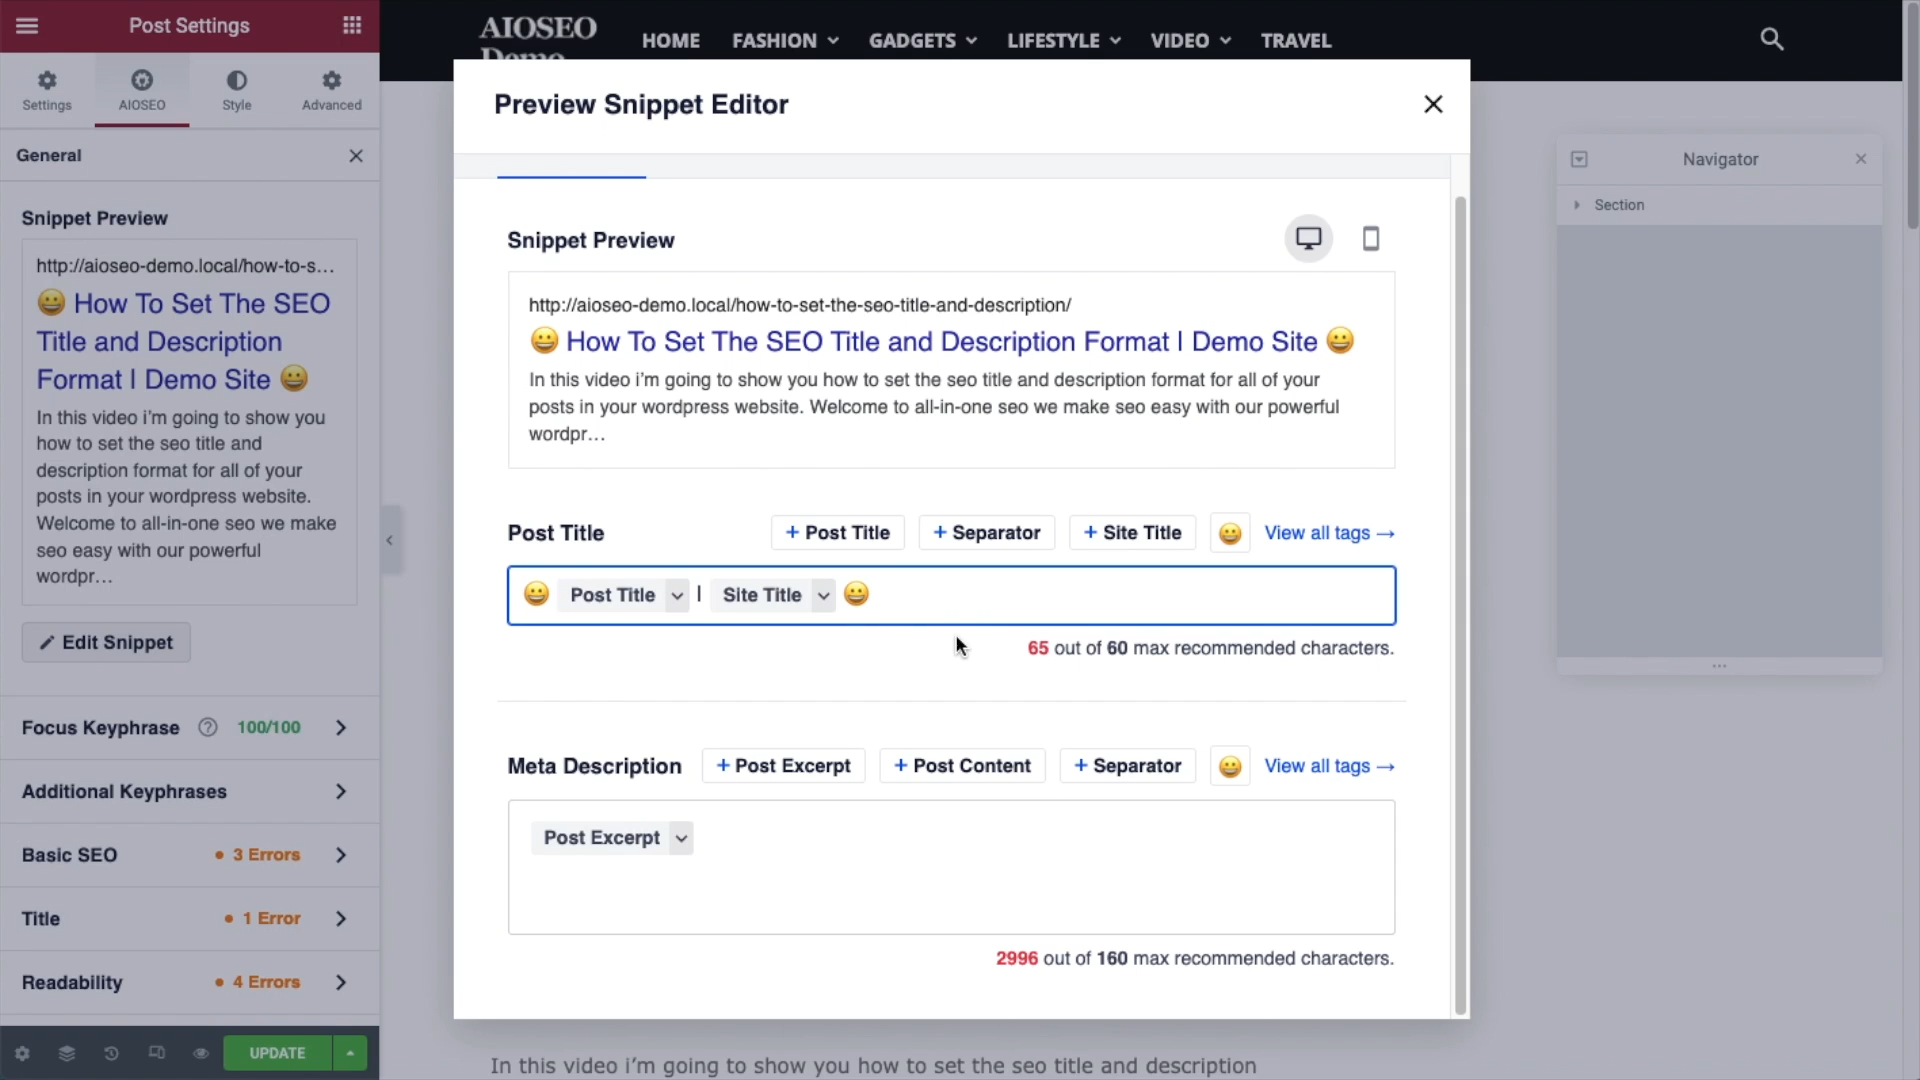 Post Settings
Settings
AIOSEO
Style
Advanced
General
Snippet Preview
http://aioseo-demo.local/how-to-s...
😀 How To Set The SEO
Title and Description
Format | Demo Site 😀
In this video i'm going to show you
how to set the seo title and
description format for all of your
posts in your wordpress website.
Welcome to all-in-one seo we make
seo easy with our powerful
wordpr...
Edit Snippet
Focus Keyphrase 100/100
Additional Keyphrases
Basic SEO • 3 Errors
Title • 1 Error
Readability • 4 Errors
UPDATE
AIOSEO
Demo
HOME FASHION GADGETS LIFESTYLE VIDEO TRAVEL
Preview Snippet Editor
Snippet Preview
http://aioseo-demo.local/how-to-set-the-seo-title-and-description/
😀 How To Set The SEO Title and Description Format | Demo Site 😀
In this video i'm going to show you how to set the seo title and description format for all of your
posts in your wordpress website. Welcome to all-in-one seo we make seo easy with our powerful
wordpr...
Post Title + Post Title + Separator + Site Title 😀 View all tags →
😀 Post Title | Site Title 😀
65 out of 60 max recommended characters.
Meta Description + Post Excerpt + Post Content + Separator 😀 View all tags →
Post Excerpt
2996 out of 160 max recommended characters.
In this video i'm going to show you how to set the seo title and description
Navigator
Section